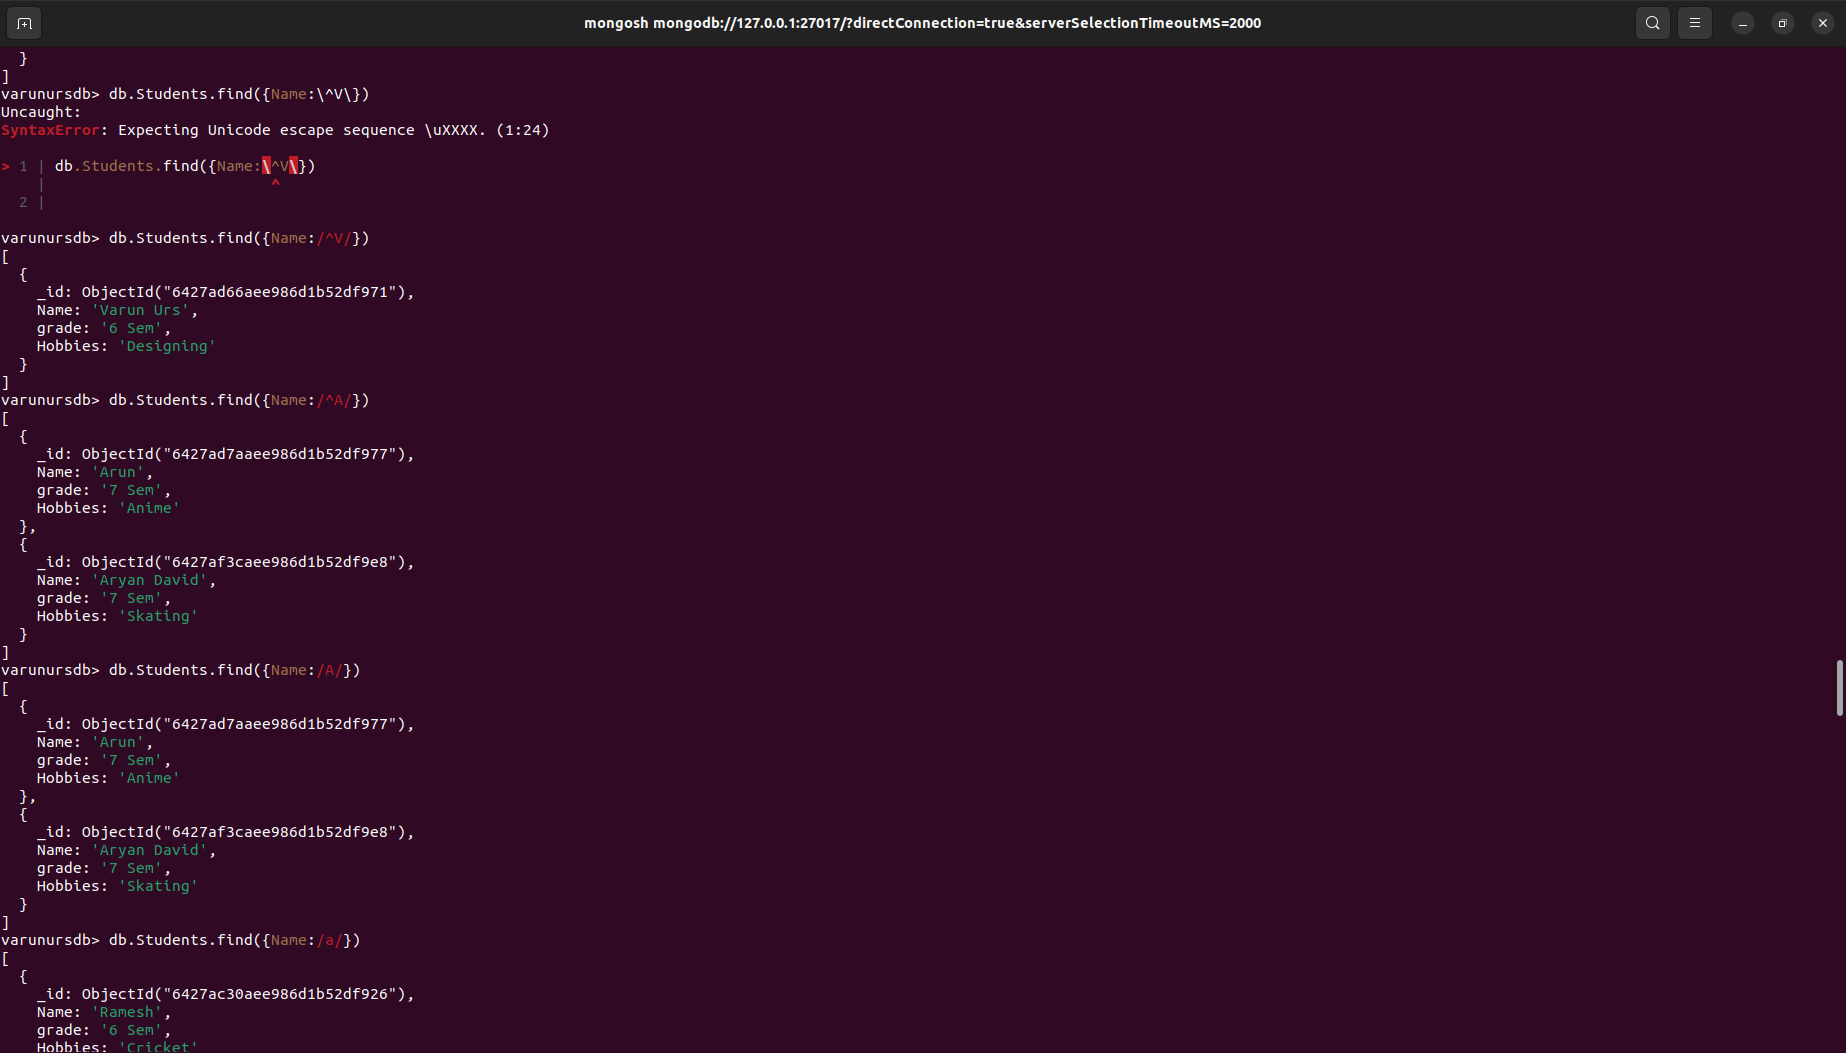 mongosh mongodb://127.0.0.1:27017/?directConnection=true&serverSelectionTimeoutMS=2000
  }
]
varunursdb> db.Students.find({Name:\^V\})
Uncaught:
SyntaxError: Expecting Unicode escape sequence \uXXXX. (1:24)
> 1 | db.Students.find({Name:\^V\})
    |                         ^
  2 |
varunursdb> db.Students.find({Name:/^V/})
[
  {
    _id: ObjectId("6427ad66aee986d1b52df971"),
    Name: 'Varun Urs',
    grade: '6 Sem',
    Hobbies: 'Designing'
  }
]
varunursdb> db.Students.find({Name:/^A/})
[
  {
    _id: ObjectId("6427ad7aaee986d1b52df977"),
    Name: 'Arun',
    grade: '7 Sem',
    Hobbies: 'Anime'
  },
  {
    _id: ObjectId("6427af3caee986d1b52df9e8"),
    Name: 'Aryan David',
    grade: '7 Sem',
    Hobbies: 'Skating'
  }
]
varunursdb> db.Students.find({Name:/A/})
[
  {
    _id: ObjectId("6427ad7aaee986d1b52df977"),
    Name: 'Arun',
    grade: '7 Sem',
    Hobbies: 'Anime'
  },
  {
    _id: ObjectId("6427af3caee986d1b52df9e8"),
    Name: 'Aryan David',
    grade: '7 Sem',
    Hobbies: 'Skating'
  }
]
varunursdb> db.Students.find({Name:/a/})
[
  {
    _id: ObjectId("6427ac30aee986d1b52df926"),
    Name: 'Ramesh',
    grade: '6 Sem',
    Hobbies: 'Cricket'